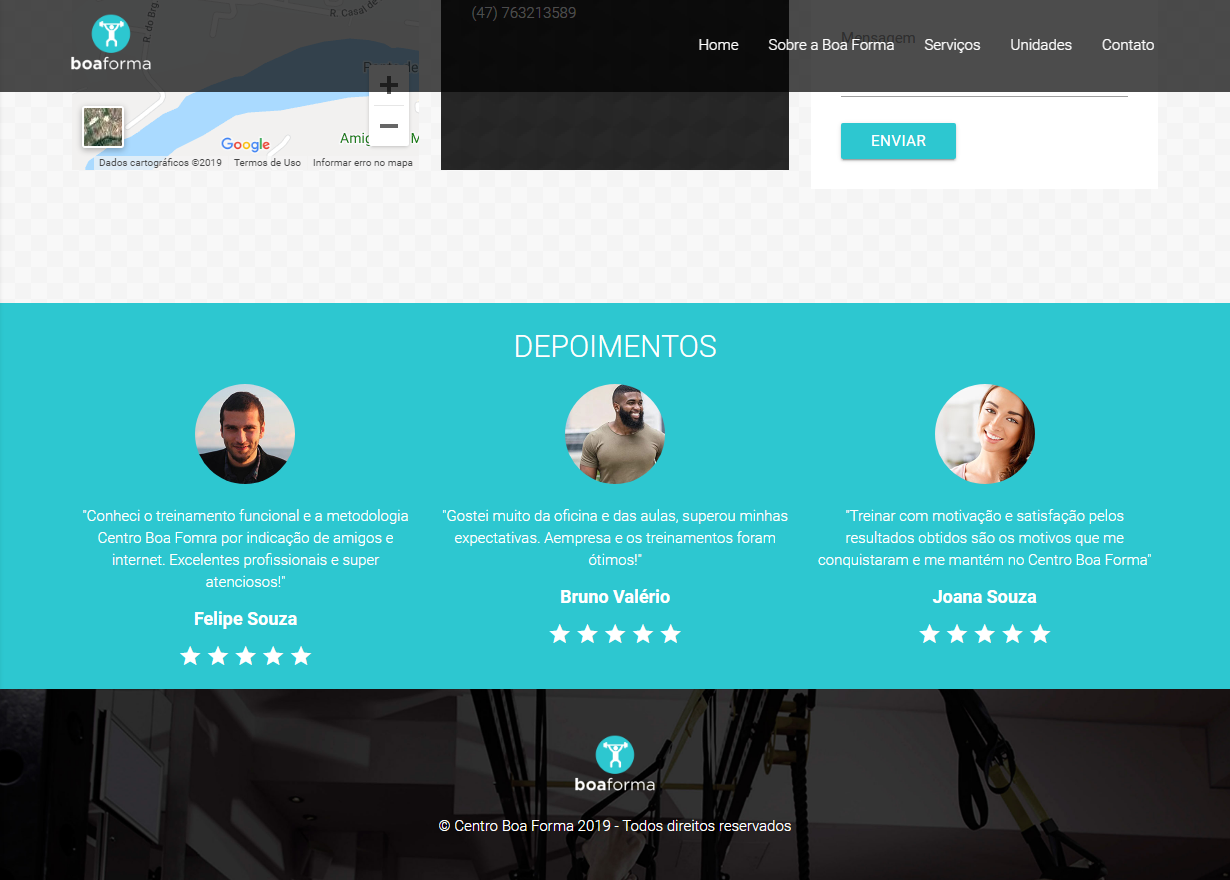 (47) 763213589
R. Casal de
R. do Brg.
Mensagem
Home Sobre a Boa Forma Serviços Unidades Contato
boaforma
Google
Dados cartográficos ©2019 Termos de Uso Informar erro no mapa
ENVIAR
DEPOIMENTOS
"Conheci o treinamento funcional e a metodologia
Centro Boa Fomra por indicação de amigos e
internet. Excelentes profissionais e super
atenciosos!"
Felipe Souza
"Gostei muito da oficina e das aulas, superou minhas
expectativas. Aempresa e os treinamentos foram
ótimos!"
Bruno Valério
"Treinar com motivação e satisfação pelos
resultados obtidos são os motivos que me
conquistaram e me mantém no Centro Boa Forma"
Joana Souza
boaforma
© Centro Boa Forma 2019 - Todos direitos reservados